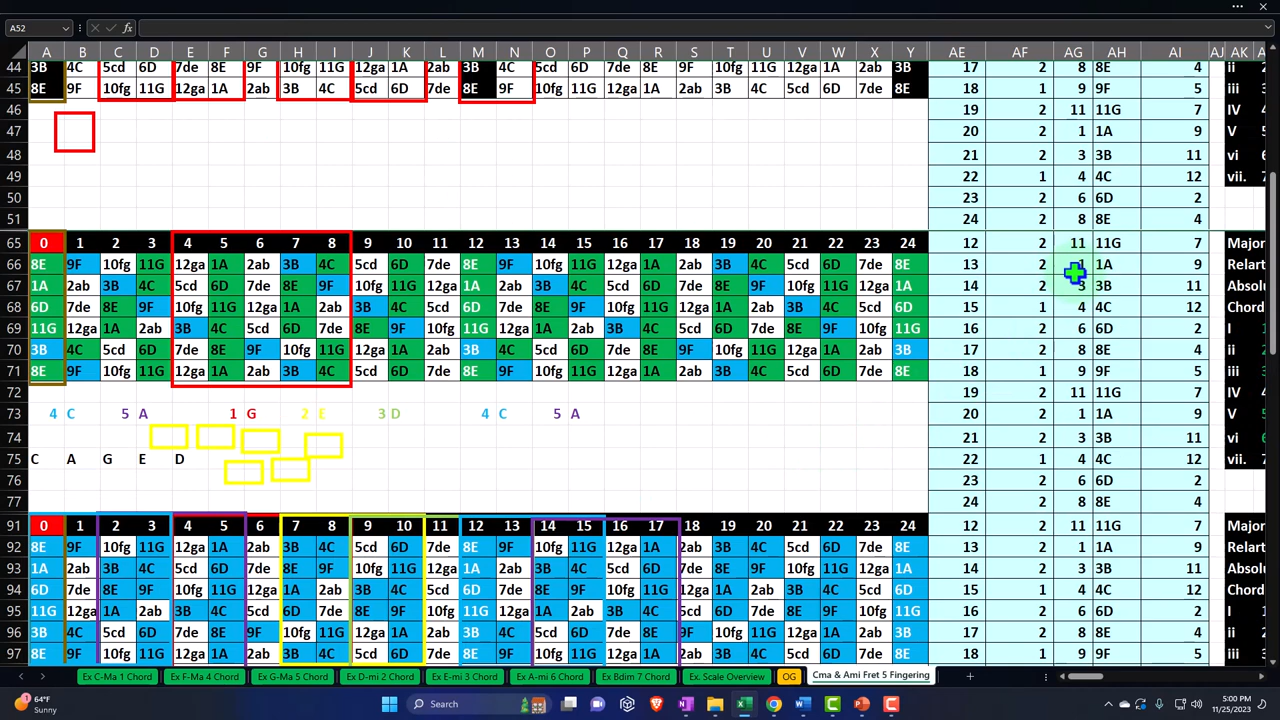 A52
fx
A B C D E F G H I J K L M N O P Q R S T U V W X Y AE AF AG AH AI AJ AK AL
44 3B 4C 5cd 6D 7de 8E 9F 10fg 11G 12ga 1A 2ab 3B 4C 5cd 6D 7de 8E 9F 10fg 11G 12ga 1A 2ab 3B 17 2 8 8E 4 ii 2
45 8E 9F 10fg 11G 12ga 1A 2ab 3B 4C 5cd 6D 7de 8E 9F 10fg 11G 12ga 1A 2ab 3B 4C 5cd 6D 7de 8E 18 1 9 9F 5 iii 3
46 19 2 11 11G 7 IV 4
47 20 2 1 1A 9 V 5
48 21 2 3 3B 11 vi 6
49 22 1 4 4C 12 vii. 7
50 23 2 6 6D 2
51 24 2 8 8E 4
65 0 1 2 3 4 5 6 7 8 9 10 11 12 13 14 15 16 17 18 19 20 21 22 23 24 12 2 11 11G 7 Major
66 8E 9F 10fg 11G 12ga 1A 2ab 3B 4C 5cd 6D 7de 8E 9F 10fg 11G 12ga 1A 2ab 3B 4C 5cd 6D 7de 8E 13 2 1 1A 9 Relart
67 1A 2ab 3B 4C 5cd 6D 7de 8E 9F 10fg 11G 12ga 1A 2ab 3B 4C 5cd 6D 7de 8E 9F 10fg 11G 12ga 1A 14 2 3 3B 11 Absolu
68 6D 7de 8E 9F 10fg 11G 12ga 1A 2ab 3B 4C 5cd 6D 7de 8E 9F 10fg 11G 12ga 1A 2ab 3B 4C 5cd 6D 15 1 4 4C 12 Chord
69 11G 12ga 1A 2ab 3B 4C 5cd 6D 7de 8E 9F 10fg 11G 12ga 1A 2ab 3B 4C 5cd 6D 7de 8E 9F 10fg 11G 16 2 6 6D 2 I 1
70 3B 4C 5cd 6D 7de 8E 9F 10fg 11G 12ga 1A 2ab 3B 4C 5cd 6D 7de 8E 9F 10fg 11G 12ga 1A 2ab 3B 17 2 8 8E 4 ii 2
71 8E 9F 10fg 11G 12ga 1A 2ab 3B 4C 5cd 6D 7de 8E 9F 10fg 11G 12ga 1A 2ab 3B 4C 5cd 6D 7de 8E 18 1 9 9F 5 iii 3
72 19 2 11 11G 7 IV 4
73 4 C 5 A 1 G 2 E 3 D 4 C 5 A 20 2 1 1A 9 V 5
74 21 2 3 3B 11 vi 6
75 C A G E D 22 1 4 4C 12 vii. 7
76 23 2 6 6D 2
77 24 2 8 8E 4
91 0 1 2 3 4 5 6 7 8 9 10 11 12 13 14 15 16 17 18 19 20 21 22 23 24 12 2 11 11G 7 Major
92 8E 9F 10fg 11G 12ga 1A 2ab 3B 4C 5cd 6D 7de 8E 9F 10fg 11G 12ga 1A 2ab 3B 4C 5cd 6D 7de 8E 13 2 1 1A 9 Relart
93 1A 2ab 3B 4C 5cd 6D 7de 8E 9F 10fg 11G 12ga 1A 2ab 3B 4C 5cd 6D 7de 8E 9F 10fg 11G 12ga 1A 14 2 3 3B 11 Absolu
94 6D 7de 8E 9F 10fg 11G 12ga 1A 2ab 3B 4C 5cd 6D 7de 8E 9F 10fg 11G 12ga 1A 2ab 3B 4C 5cd 6D 15 1 4 4C 12 Chord
95 11G 12ga 1A 2ab 3B 4C 5cd 6D 7de 8E 9F 10fg 11G 12ga 1A 2ab 3B 4C 5cd 6D 7de 8E 9F 10fg 11G 16 2 6 6D 2 I 1
96 3B 4C 5cd 6D 7de 8E 9F 10fg 11G 12ga 1A 2ab 3B 4C 5cd 6D 7de 8E 9F 10fg 11G 12ga 1A 2ab 3B 17 2 8 8E 4 ii 2
97 8E 9F 10fg 11G 12ga 1A 2ab 3B 4C 5cd 6D 7de 8E 9F 10fg 11G 12ga 1A 2ab 3B 4C 5cd 6D 7de 8E 18 1 9 9F 5 iii 3
Ex C-Ma 1 Chord Ex F-Ma 4 Chord Ex G-Ma 5 Chord Ex D-mi 2 Chord Ex E-mi 3 Chord Ex A-mi 6 Chord Ex Bdim 7 Chord Ex. Scale Overview OG Cma & Ami Fret 5 Fingering
64°F
Sunny
Search
5:00 PM
11/25/2023